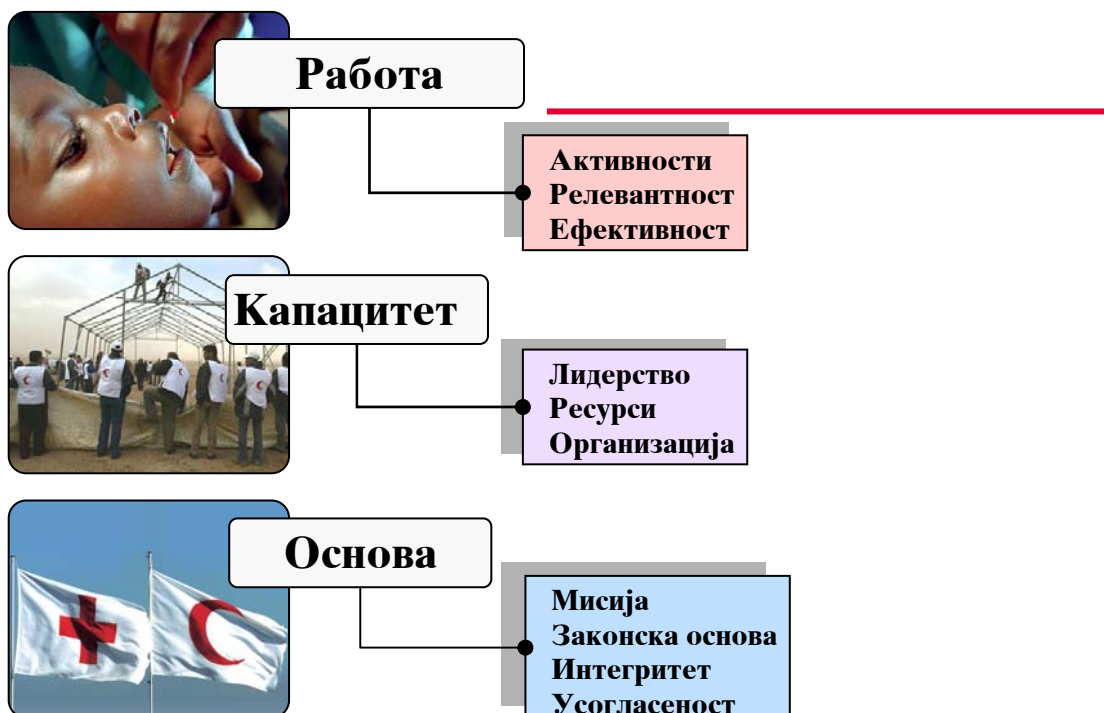 Работа
Активности
Релевантност
Ефективност
Капацитет
Лидерство
Ресурси
Организација
Основа
Мисија
Законска основа
Интегритет
Усогласеност